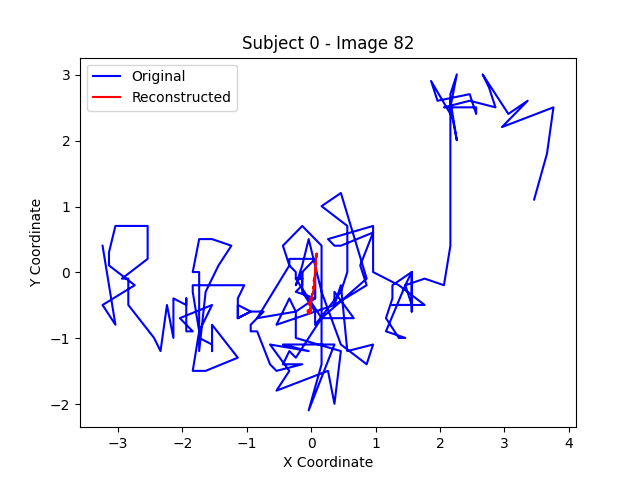 Subject 0 - Image 82
Original
Reconstructed
Y Coordinate
3
2
1
0
−1
−2
−3 −2 −1 0 1 2 3 4
X Coordinate